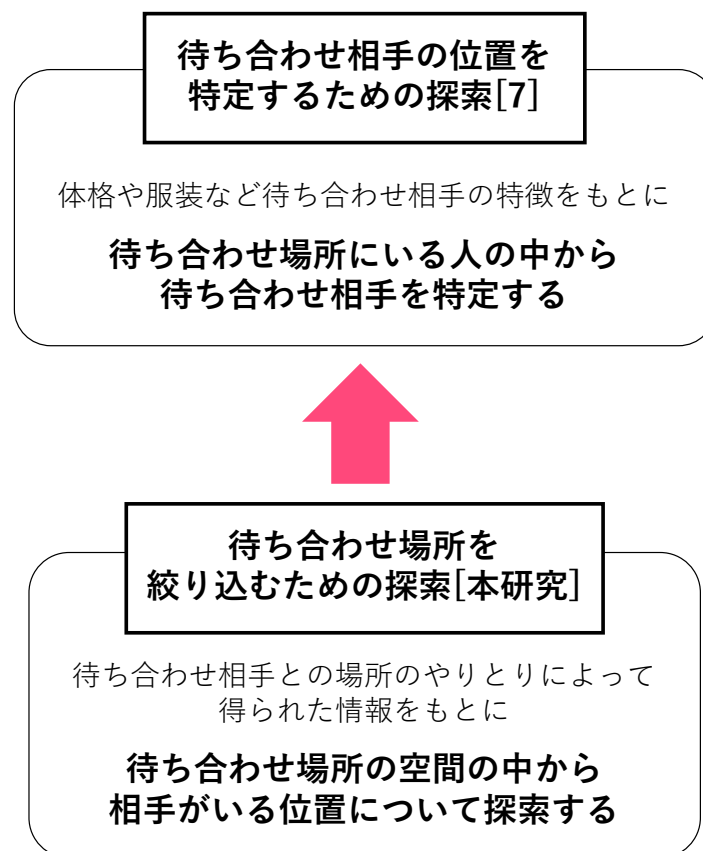 待ち合わせ相手の位置を
特定するための探索[7]
体格や服装など待ち合わせ相手の特徴をもとに
待ち合わせ場所にいる人の中から
待ち合わせ相手を特定する
待ち合わせ場所を
絞り込むための探索[本研究]
待ち合わせ相手との場所のやりとりによって
得られた情報をもとに
待ち合わせ場所の空間の中から
相手がいる位置について探索する